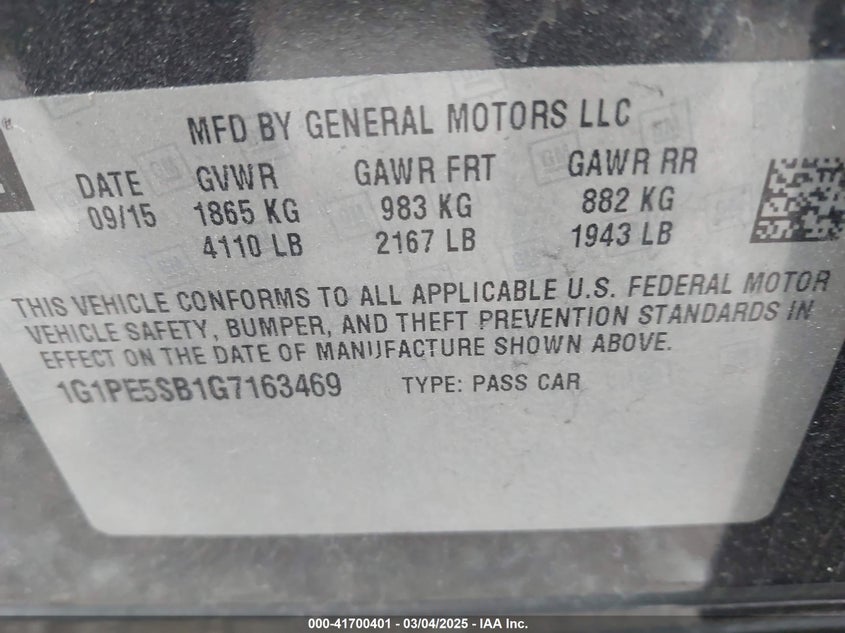 MFD BY GENERAL MOTORS LLC
DATE GVWR GAWR FRT GAWR RR
09/15 1865 KG 983 KG 882 KG
4110 LB 2167 LB 1943 LB
THIS VEHICLE CONFORMS TO ALL APPLICABLE U.S. FEDERAL MOTOR
VEHICLE SAFETY, BUMPER, AND THEFT PREVENTION STANDARDS IN
EFFECT ON THE DATE OF MANUFACTURE SHOWN ABOVE.
1G1PE5SB1G7163469 TYPE: PASS CAR
000-41700401 - 03/04/2025 - IAA Inc.